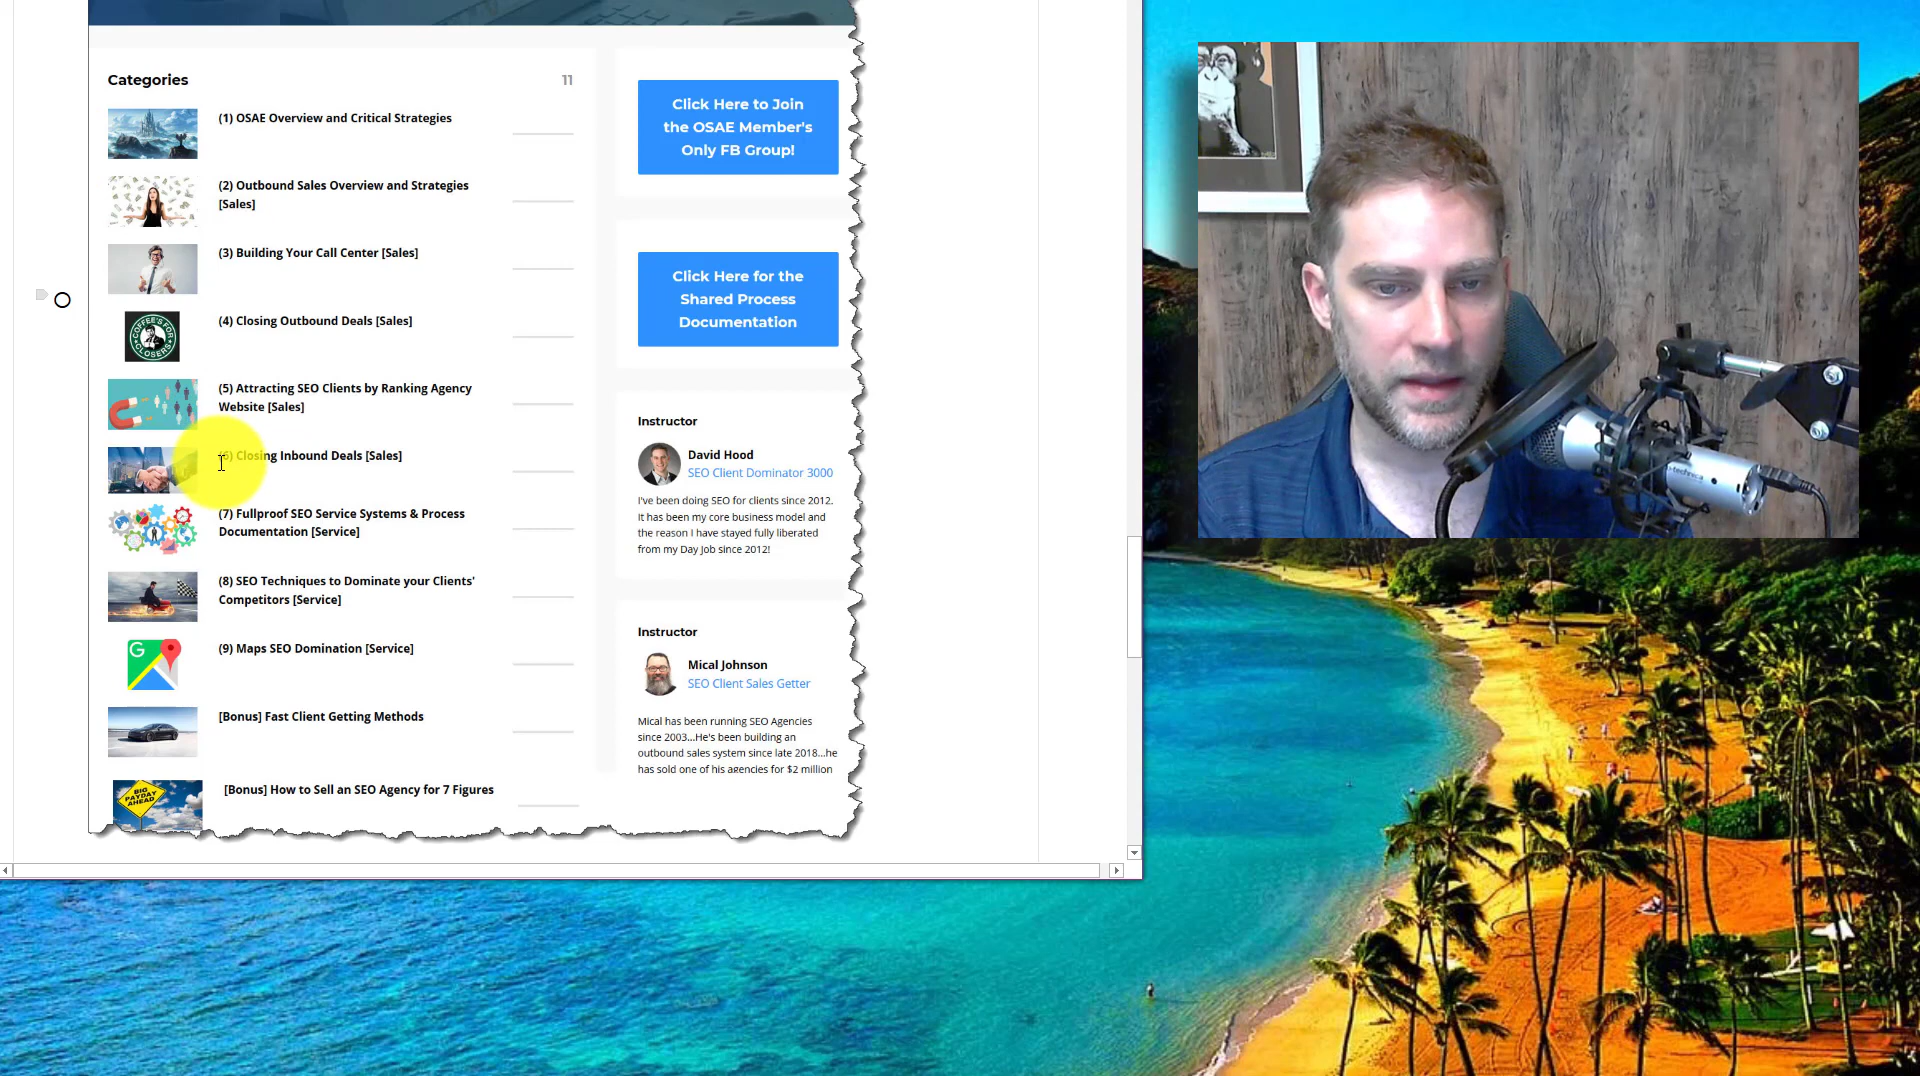 Categories
11
(1) OSAE Overview and Critical Strategies
(2) Outbound Sales Overview and Strategies
[Sales]
(3) Building Your Call Center [Sales]
COFFEE'S FOR
CLOSERS
(4) Closing Outbound Deals [Sales]
(5) Attracting SEO Clients by Ranking Agency
Website [Sales]
(6) Closing Inbound Deals [Sales]
(7) Fullproof SEO Service Systems & Process
Documentation [Service]
(8) SEO Techniques to Dominate your Clients'
Competitors [Service]
G
(9) Maps SEO Domination [Service]
[Bonus] Fast Client Getting Methods
BIG
PAYDAY
AHEAD
[Bonus] How to Sell an SEO Agency for 7 Figures
Click Here to Join
the OSAE Member's
Only FB Group!
Click Here for the
Shared Process
Documentation
Instructor
David Hood
SEO Client Dominator 3000
I've been doing SEO for clients since 2012.
It has been my core business model and
the reason I have stayed fully liberated
from my Day Job since 2012!
Instructor
Mical Johnson
SEO Client Sales Getter
Mical has been running SEO Agencies
since 2003...He's been building an
outbound sales system since late 2018...he
has sold one of his agencies for $2 million